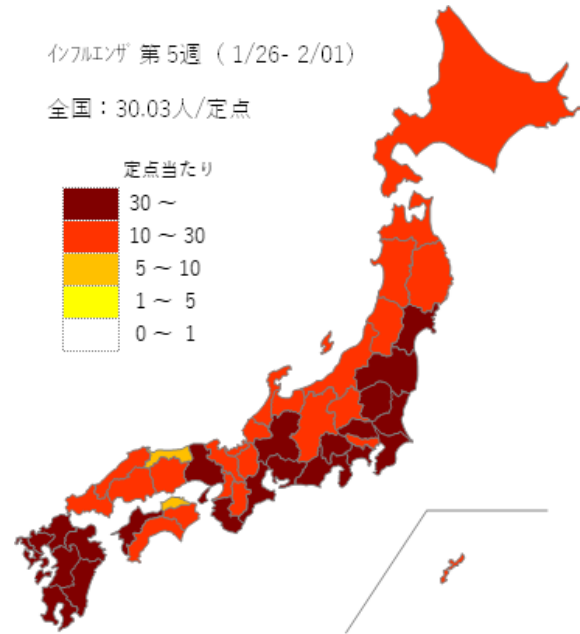 ｲﾝﾌﾙｴﾝｻﾞ 第 5週 （ 1/26- 2/01）
全国：30.03人/定点
定点当たり
30 ～
10 ～ 30
5 ～ 10
1 ～ 5
0 ～ 1